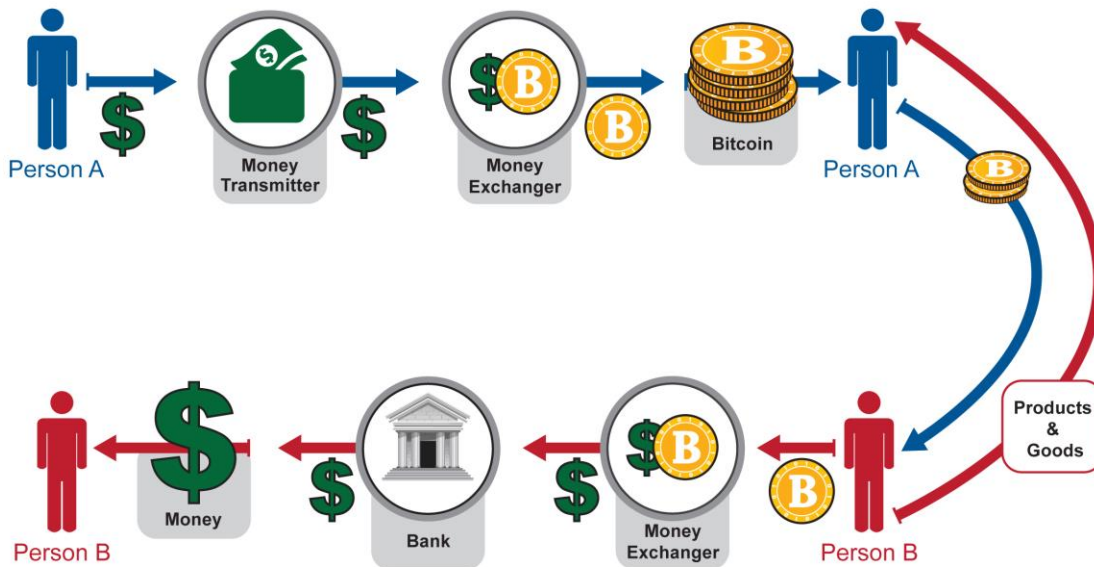 Person A
Money
Transmitter
Money
Exchanger
Bitcoin
Person A
Products
&
Goods
Person B
Money
Bank
Money
Exchanger
Person B